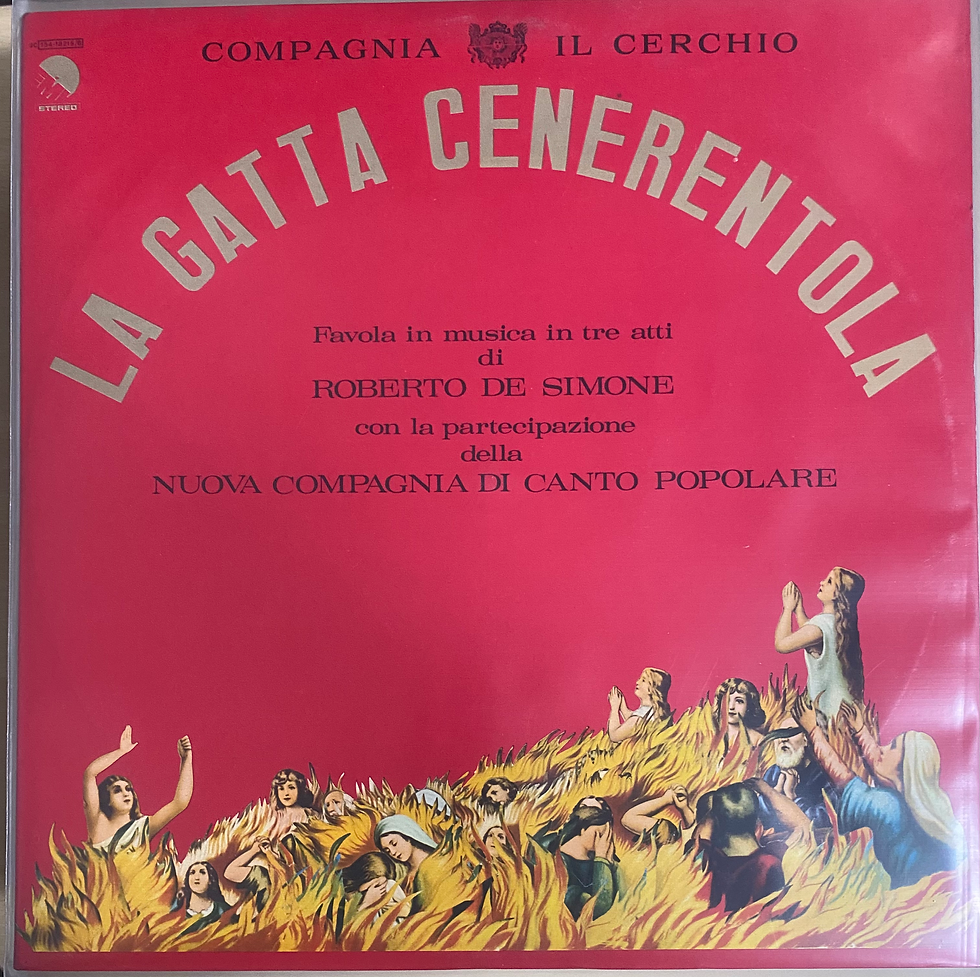 COMPAGNIA IL CERCHIO
STEREO
LA GATTA CENERENTOLA
Favola in musica in tre atti
di
ROBERTO DE SIMONE
con la partecipazione
della
NUOVA COMPAGNIA DI CANTO POPOLARE